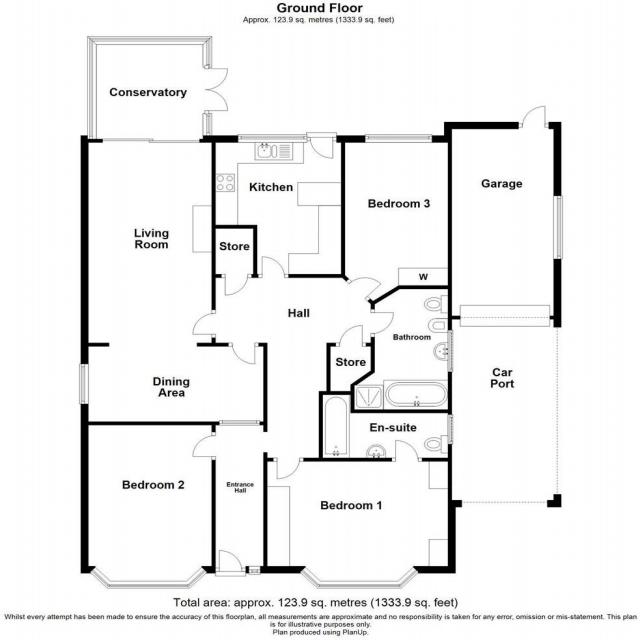 Ground Floor
Approx. 123.9 sq. metres (1333.9 sq. feet)
Conservatory
Kitchen
Garage
Bedroom 3
Living
Room
Store
W
Hall
Bathroom
Store
Car
Port
Dining
Area
En-suite
Bedroom 2
Entrance
Hall
Bedroom 1
Total area: approx. 123.9 sq. metres (1333.9 sq. feet)
Whilst every attempt has been made to ensure the accuracy of this floorplan, all measurements are approximate and no responsibility is taken for any error, omission or mis-statement. This plan
is for illustrative purposes only.
Plan produced using PlanUp.